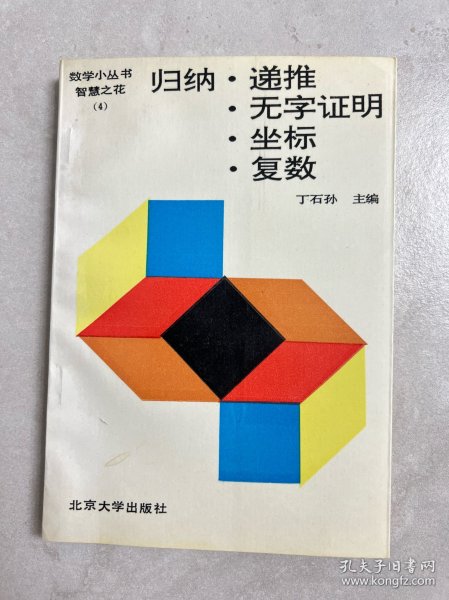 数学小丛书
智慧之花
(4)
归纳·递推
·无字证明
·坐标
·复数
丁石孙 主编
北京大学出版社
孔夫子旧书网
www.kongfz.com